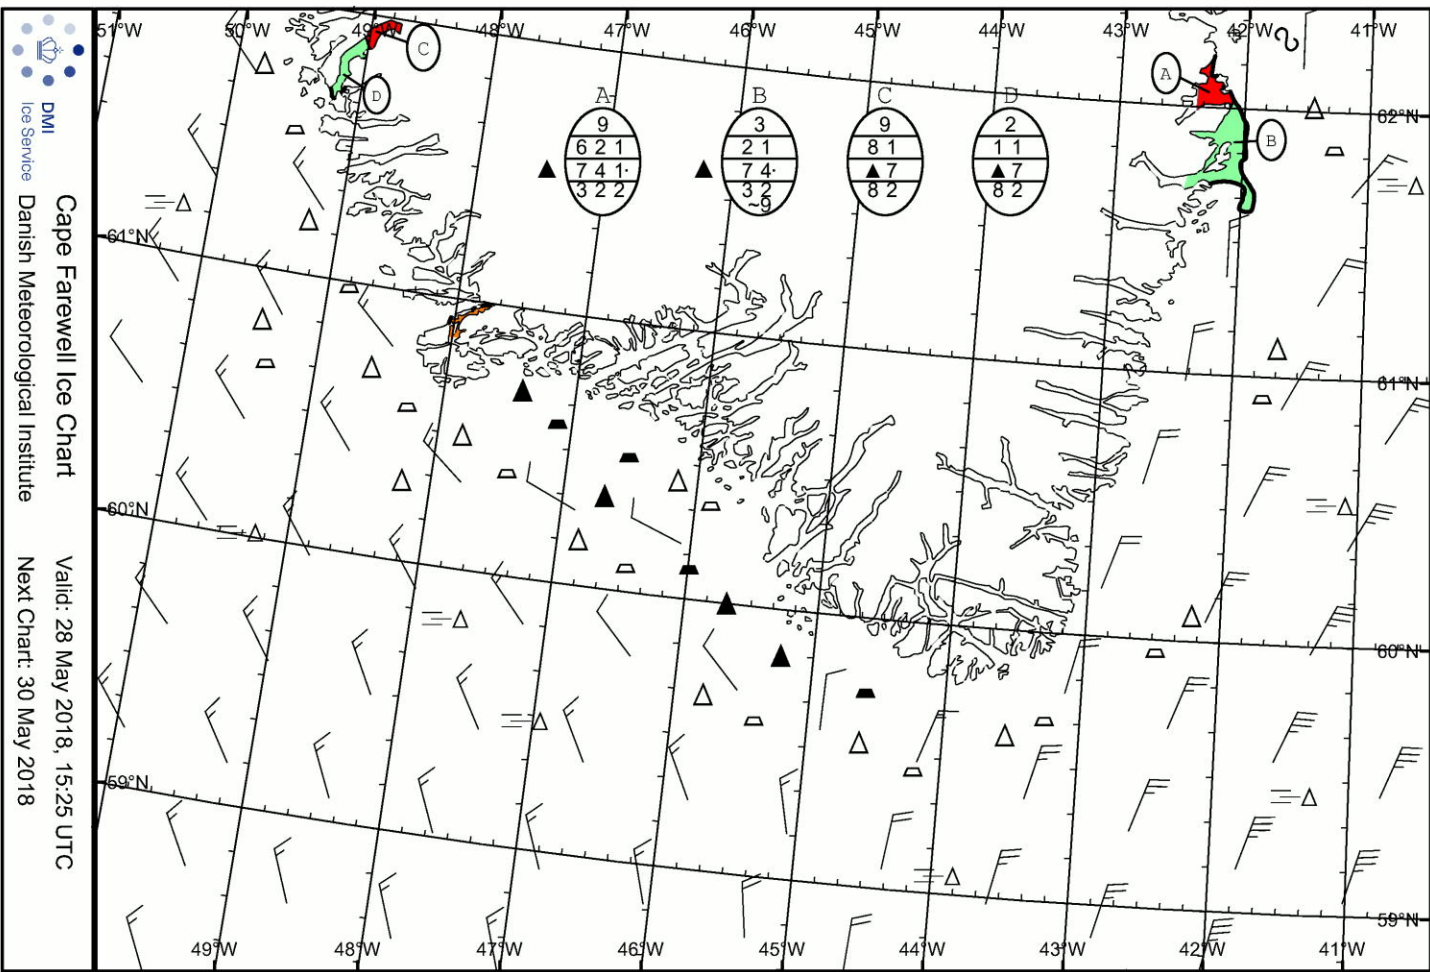 51°W 50°W 49°W 48°W 47°W 46°W 45°W 44°W 43°W 42°W 41°W
DMI
Ice Service
Cape Farewell Ice Chart
Danish Meteorological Institute
Valid: 28 May 2018, 15:25 UTC
Next Chart: 30 May 2018
C
D
A
B
A
9
6 2 1
7 4·
3 2 2
B
3
2 1
7 4·
3 2
~9
C
9
8 1
▲ 7
8 2
D
2
1 1
▲ 7
8 2
62°N
61°N
61°N
60°N
60°N
59°N
59°N
49°W 48°W 47°W 46°W 45°W 44°W 43°W 42°W 41°W